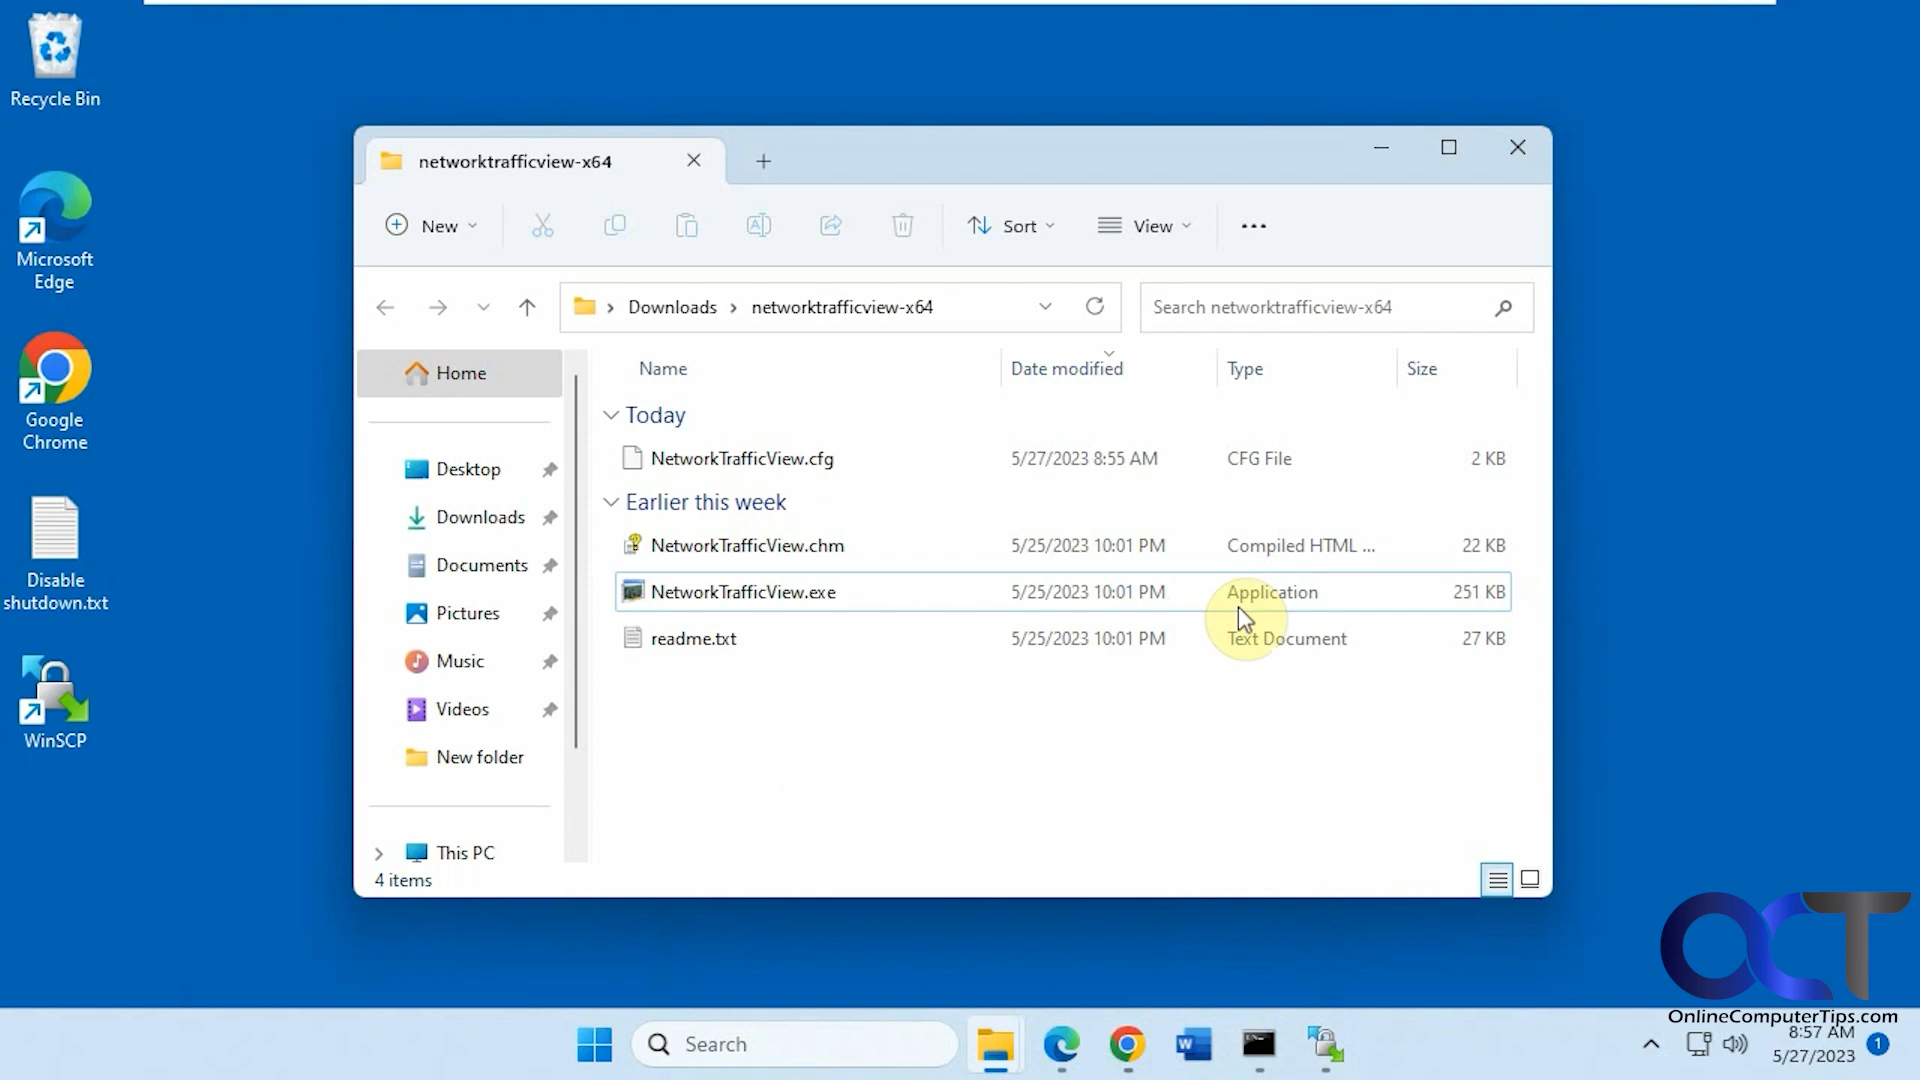 Recycle Bin
Microsoft
Edge
Google
Chrome
Disable
shutdown.txt
WinSCP
networktrafficview-x64
New
Sort
View
Downloads
networktrafficview-x64
Search networktrafficview-x64
Home
Desktop
Downloads
Documents
Pictures
Music
Videos
New folder
This PC
4 items
Name Date modified Type Size
Today
NetworkTrafficView.cfg 5/27/2023 8:55 AM CFG File 2 KB
Earlier this week
NetworkTrafficView.chm 5/25/2023 10:01 PM Compiled HTML ... 22 KB
NetworkTrafficView.exe 5/25/2023 10:01 PM Application 251 KB
readme.txt 5/25/2023 10:01 PM Text Document 27 KB
OCT
OnlineComputerTips.com
Search
W
8:57 AM
5/27/2023
1